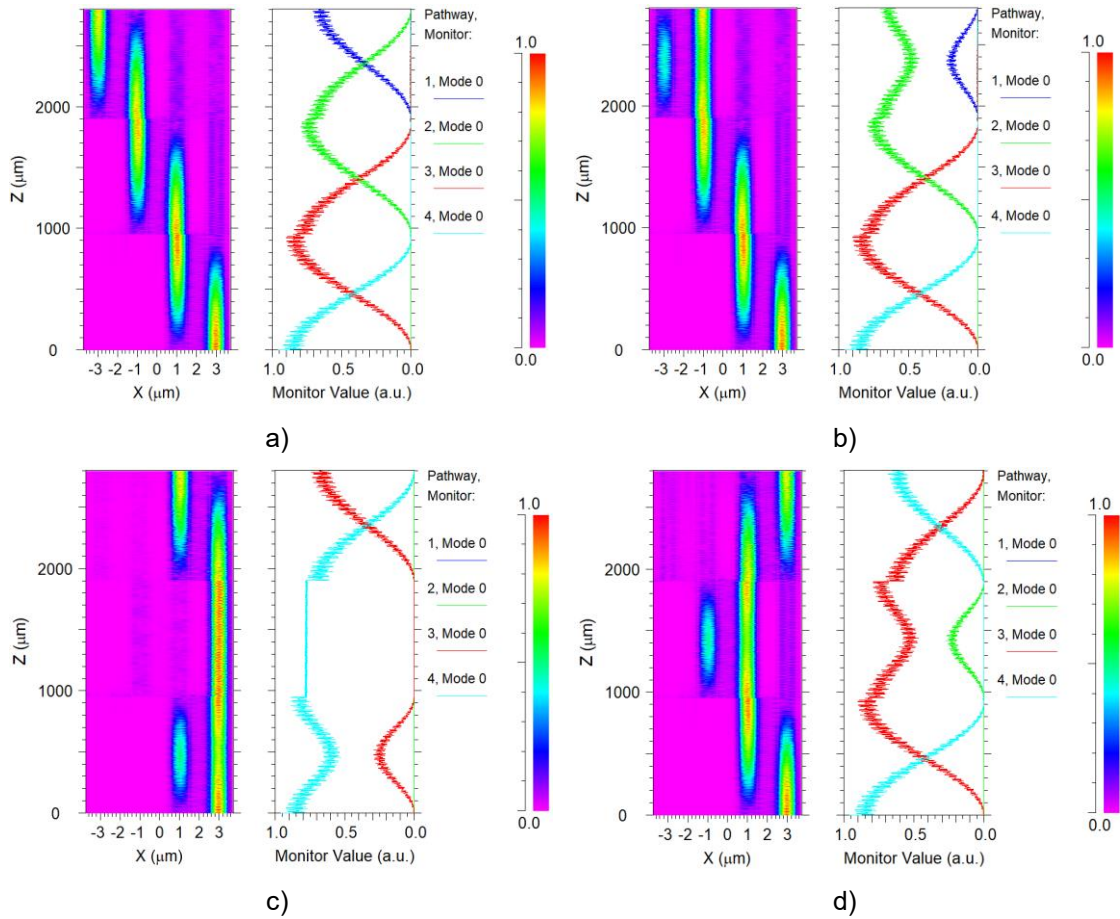 Pathway,
Monitor:
1.0
2000
1, Mode 0
2, Mode 0
Z (μm)
3, Mode 0
1000
4, Mode 0
0
0.0
-3 -2 -1 0 1 2 3
1.0 0.5 0.0
X (μm)
Monitor Value (a.u.)
a)
Pathway,
Monitor:
1.0
2000
1, Mode 0
2, Mode 0
Z (μm)
3, Mode 0
1000
4, Mode 0
0
0.0
-3 -2 -1 0 1 2 3
1.0 0.5 0.0
X (μm)
Monitor Value (a.u.)
b)
Pathway,
Monitor:
1.0
2000
1, Mode 0
2, Mode 0
Z (μm)
3, Mode 0
1000
4, Mode 0
0
0.0
-3 -2 -1 0 1 2 3
1.0 0.5 0.0
X (μm)
Monitor Value (a.u.)
c)
Pathway,
Monitor:
1.0
2000
1, Mode 0
2, Mode 0
Z (μm)
3, Mode 0
1000
4, Mode 0
0
0.0
-3 -2 -1 0 1 2 3
1.0 0.5 0.0
X (μm)
Monitor Value (a.u.)
d)